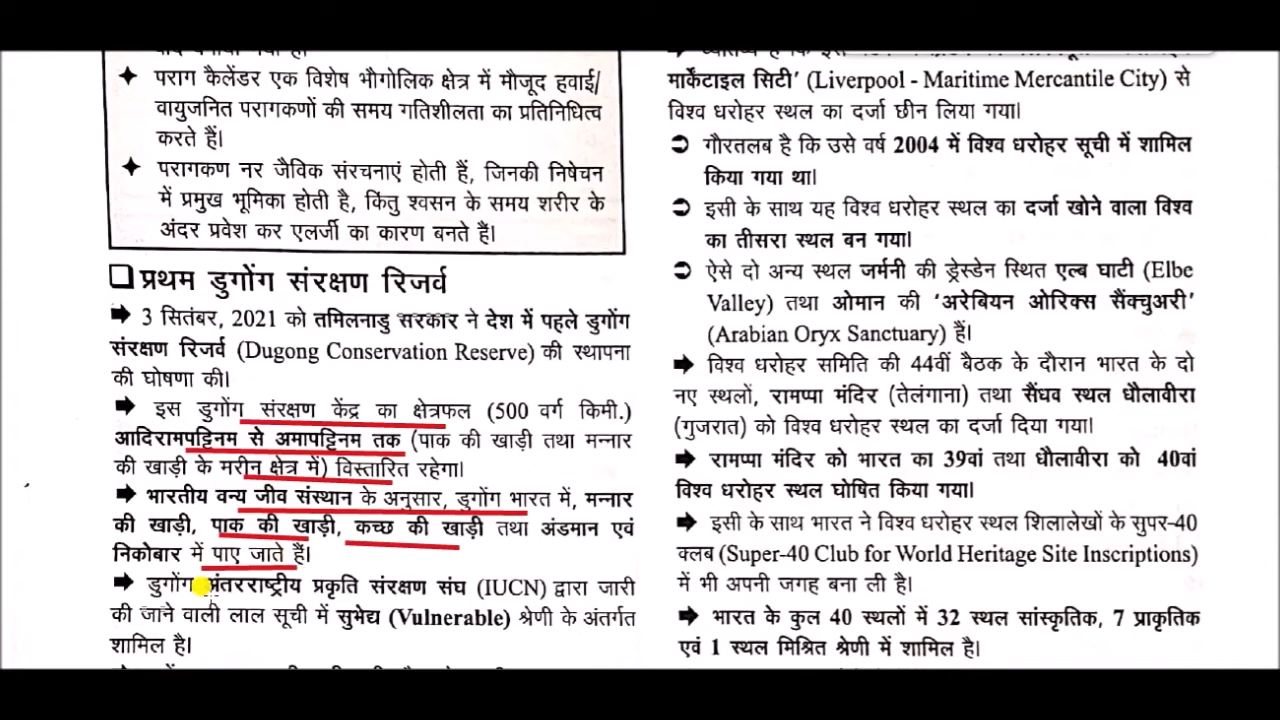 ✦ पराग कैलेंडर एक विशेष भौगोलिक क्षेत्र में मौजूद हवाई/
वायुजनित परागकणों की समय गतिशीलता का प्रतिनिधित्व
करते हैं।
✦ परागकण नर जैविक संरचनाएं होती हैं, जिनकी निषेचन
में प्रमुख भूमिका होती है, किंतु श्वसन के समय शरीर के
अंदर प्रवेश कर एलर्जी का कारण बनते हैं।
❑ प्रथम डुगोंग संरक्षण रिजर्व
➡ 3 सितंबर, 2021 को तमिलनाडु सरकार ने देश में पहले डुगोंग
संरक्षण रिजर्व (Dugong Conservation Reserve) की स्थापना
की घोषणा की।
➡ इस डुगोंग संरक्षण केंद्र का क्षेत्रफल (500 वर्ग किमी.)
आदिरामपट्टिनम से अमापट्टिनम तक (पाक की खाड़ी तथा मन्नार
की खाड़ी के मरीन क्षेत्र में) विस्तारित रहेगा।
➡ भारतीय वन्य जीव संस्थान के अनुसार, डुगोंग भारत में, मन्नार
की खाड़ी, पाक की खाड़ी, कच्छ की खाड़ी तथा अंडमान एवं
निकोबार में पाए जाते हैं।
➡ डुगोंग अंतरराष्ट्रीय प्रकृति संरक्षण संघ (IUCN) द्वारा जारी
की जाने वाली लाल सूची में सुभेद्य (Vulnerable) श्रेणी के अंतर्गत
शामिल है।
मार्केंटाइल सिटी' (Liverpool - Maritime Mercantile City) से
विश्व धरोहर स्थल का दर्जा छीन लिया गया।
➲ गौरतलब है कि उसे वर्ष 2004 में विश्व धरोहर सूची में शामिल
किया गया था।
➲ इसी के साथ यह विश्व धरोहर स्थल का दर्जा खोने वाला विश्व
का तीसरा स्थल बन गया।
➲ ऐसे दो अन्य स्थल जर्मनी की ड्रेस्डेन स्थित एल्ब घाटी (Elbe
Valley) तथा ओमान की 'अरेबियन ओरिक्स सैंक्चुअरी'
(Arabian Oryx Sanctuary) हैं।
➡ विश्व धरोहर समिति की 44वीं बैठक के दौरान भारत के दो
नए स्थलों, रामप्पा मंदिर (तेलंगाना) तथा सैंधव स्थल धौलावीरा
(गुजरात) को विश्व धरोहर स्थल का दर्जा दिया गया।
➡ रामप्पा मंदिर को भारत का 39वां तथा धौलावीरा को 40वां
विश्व धरोहर स्थल घोषित किया गया।
➡ इसी के साथ भारत ने विश्व धरोहर स्थल शिलालेखों के सुपर-40
क्लब (Super-40 Club for World Heritage Site Inscriptions)
में भी अपनी जगह बना ली है।
➡ भारत के कुल 40 स्थलों में 32 स्थल सांस्कृतिक, 7 प्राकृतिक
एवं 1 स्थल मिश्रित श्रेणी में शामिल है।